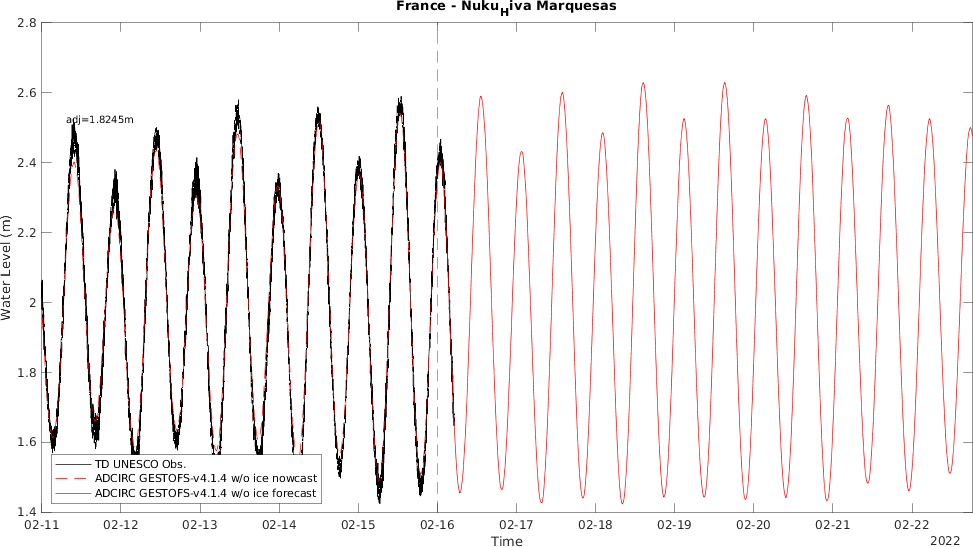 France - Nuku_Hiva Marquesas
2.8
2.6
adj=1.8245m
2.4
2.2
Water Level (m)
2
1.8
1.6
TD UNESCO Obs.
ADCIRC GESTOFS-v4.1.4 w/o ice nowcast
ADCIRC GESTOFS-v4.1.4 w/o ice forecast
1.4
02-11 02-12 02-13 02-14 02-15 02-16 02-17 02-18 02-19 02-20 02-21 02-22
Time
2022